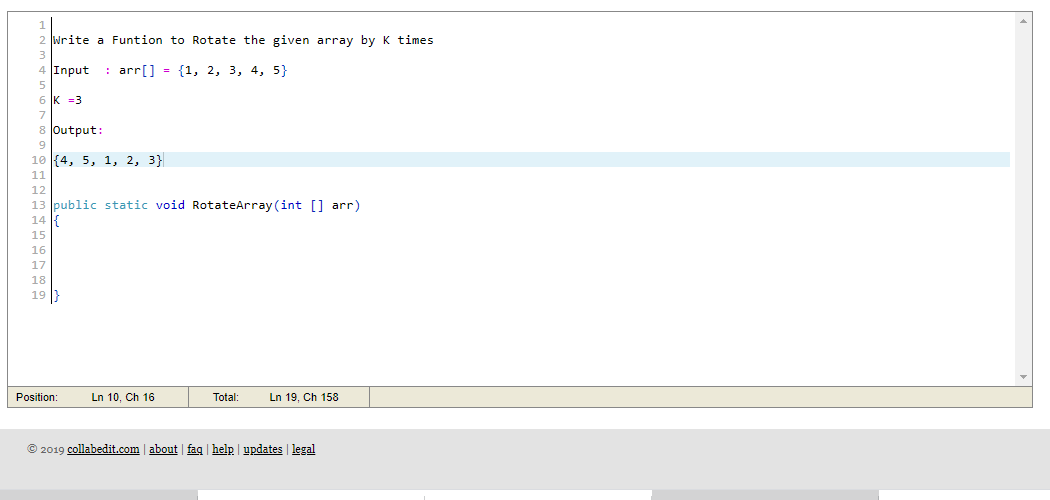 1
2 Write a Funtion to Rotate the given array by K times
3
4 Input  : arr[] = {1, 2, 3, 4, 5}
5
6 K =3
7
8 Output:
9
10 {4, 5, 1, 2, 3}
11
12
13 public static void RotateArray(int [] arr)
14 {
15
16
17
18
19 }
Position: Ln 10, Ch 16 Total: Ln 19, Ch 158
© 2019 collabedit.com | about | faq | help | updates | legal